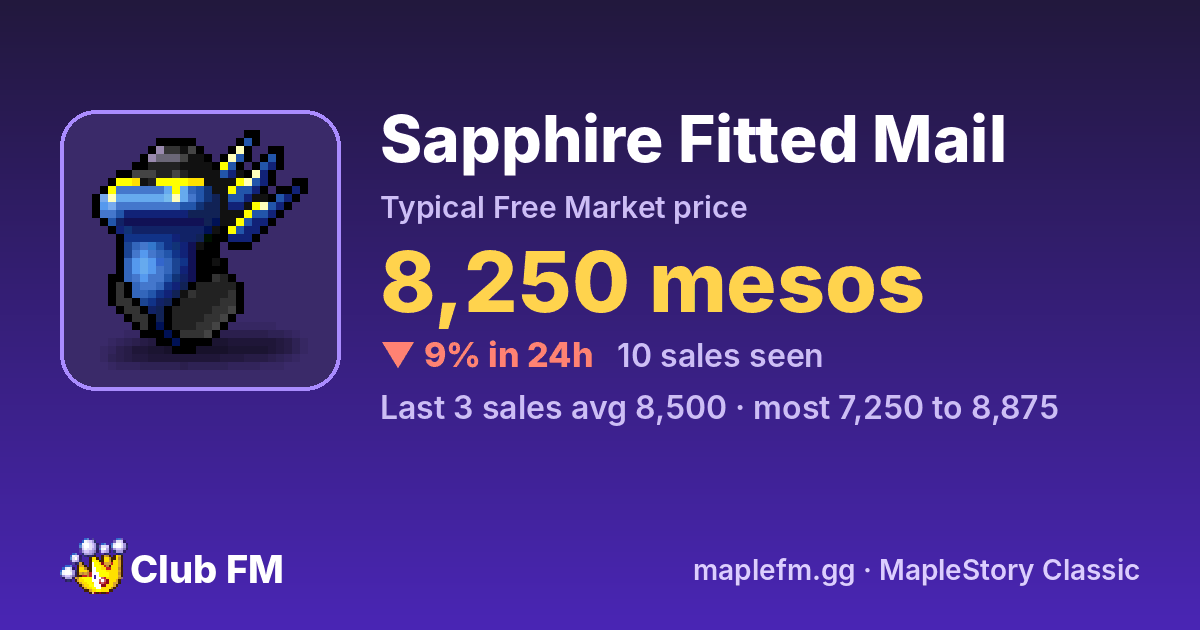 Sapphire Fitted Mail
Typical Free Market price
8,250 mesos
▼ 9% in 24h 10 sales seen
Last 3 sales avg 8,500 · most 7,250 to 8,875
Club FM
maplefm.gg · MapleStory Classic